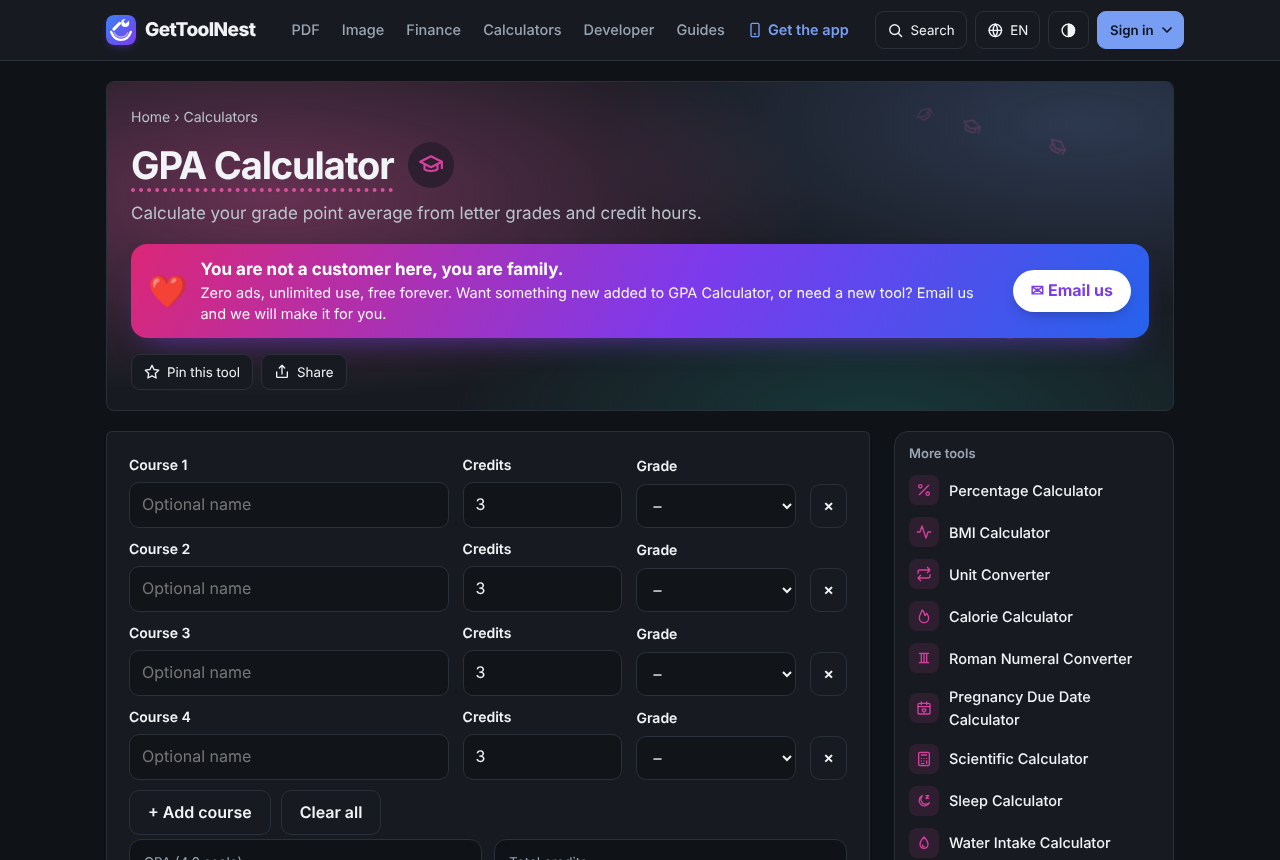 GetToolNest
PDF
Image
Finance
Calculators
Developer
Guides
Get the app
Search
EN
Sign in
Home › Calculators
GPA Calculator
Calculate your grade point average from letter grades and credit hours.
You are not a customer here, you are family.
Zero ads, unlimited use, free forever. Want something new added to GPA Calculator, or need a new tool? Email us
and we will make it for you.
✉ Email us
Pin this tool
Share
Course 1
Credits
Grade
Optional name
3
–
×
Course 2
Credits
Grade
Optional name
3
–
×
Course 3
Credits
Grade
Optional name
3
–
×
Course 4
Credits
Grade
Optional name
3
–
×
+ Add course
Clear all
More tools
Percentage Calculator
BMI Calculator
Unit Converter
Calorie Calculator
Roman Numeral Converter
Pregnancy Due Date
Calculator
Scientific Calculator
Sleep Calculator
Water Intake Calculator